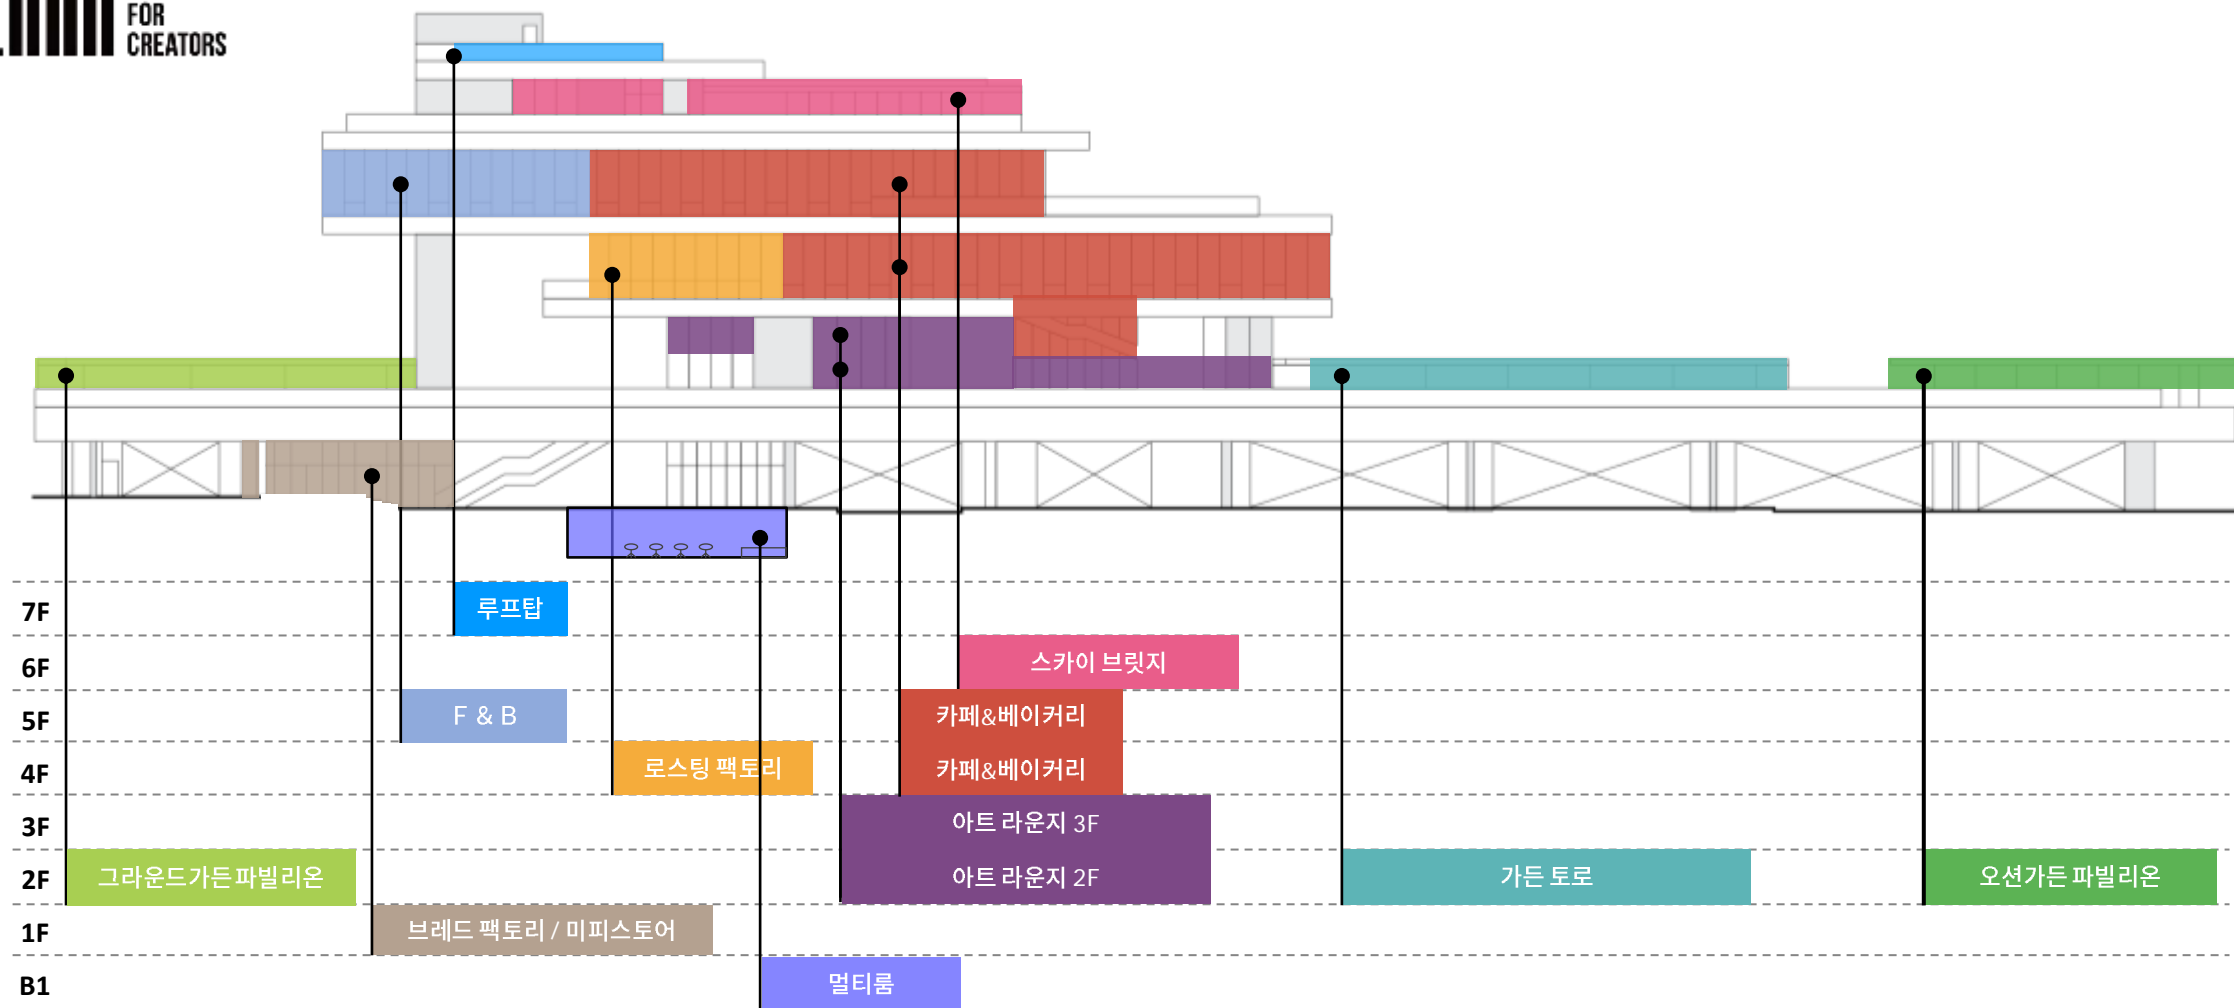 FOR
CREATORS
7F
루프탑
6F
스카이 브릿지
5F
F & B
카페&베이커리
4F
로스팅 팩토리
카페&베이커리
3F
아트 라운지 3F
2F
그라운드가든파빌리온
아트 라운지 2F
가든 토로
오션가든 파빌리온
1F
브레드 팩토리 / 미피스토어
B1
멀티룸